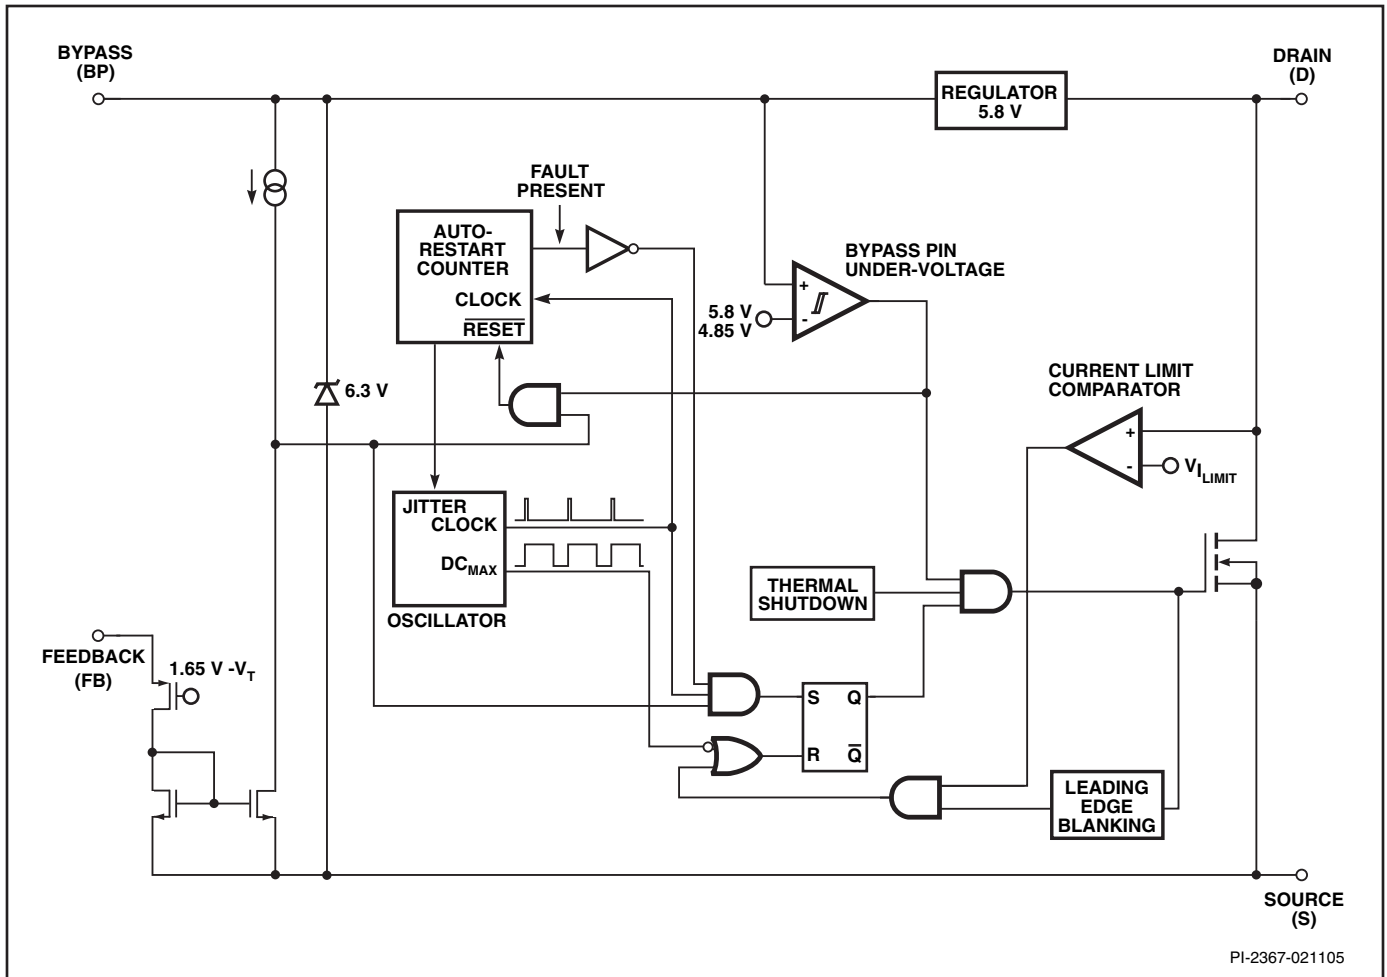 BYPASS
(BP)
DRAIN
(D)
REGULATOR
5.8 V
FAULT
PRESENT
AUTO-
RESTART
COUNTER
CLOCK
RESET
BYPASS PIN
UNDER-VOLTAGE
+
-
5.8 V
4.85 V
6.3 V
CURRENT LIMIT
COMPARATOR
+
-
VI LIMIT
JITTER
CLOCK
DCMAX
OSCILLATOR
THERMAL
SHUTDOWN
FEEDBACK
(FB)
1.65 V -VT
S Q
R Q
LEADING
EDGE
BLANKING
SOURCE
(S)
PI-2367-021105